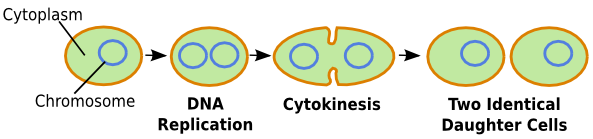 Cytoplasm
Chromosome
DNA
Replication
Cytokinesis
Two Identical
Daughter Cells